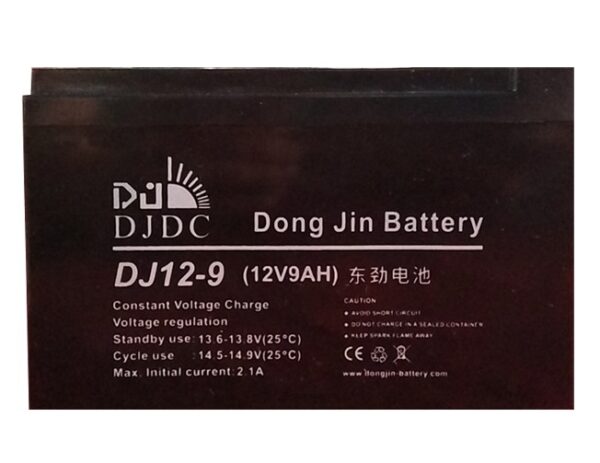 DJ
DJDC
Dong Jin Battery
DJ12-9 (12V9AH) 东劲电池
Constant Voltage Charge
Voltage regulation
Standby use: 13.6-13.8V(25°C)
Cycle use : 14.5-14.9V(25°C)
Max. Initial current: 2.1A
CAUTION
• AVOID SHORT CIRCUIT
• DO NOT CHARGE IN A SEALED CONTAINER
• KEEP SPARK FLAME AWAY
CE
www.dongjin-battery.com